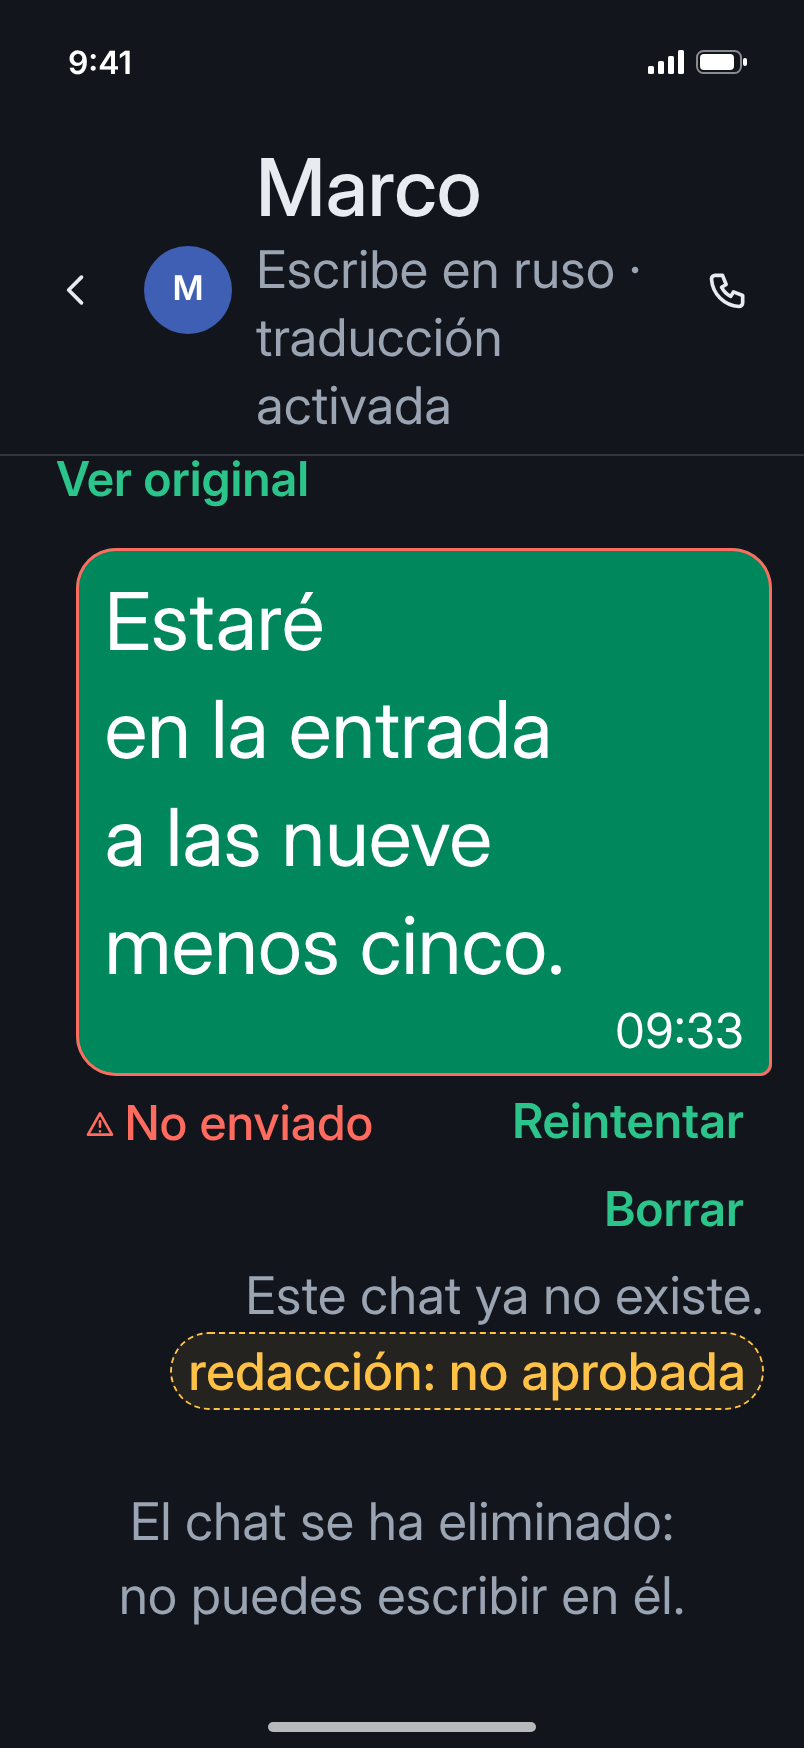 9:41
Marco
M
Escribe en ruso ·
traducción
activada
Ver original
Estaré
en la entrada
a las nueve
menos cinco.
09:33
No enviado
Reintentar
Borrar
Este chat ya no existe.
redacción: no aprobada
El chat se ha eliminado:
no puedes escribir en él.